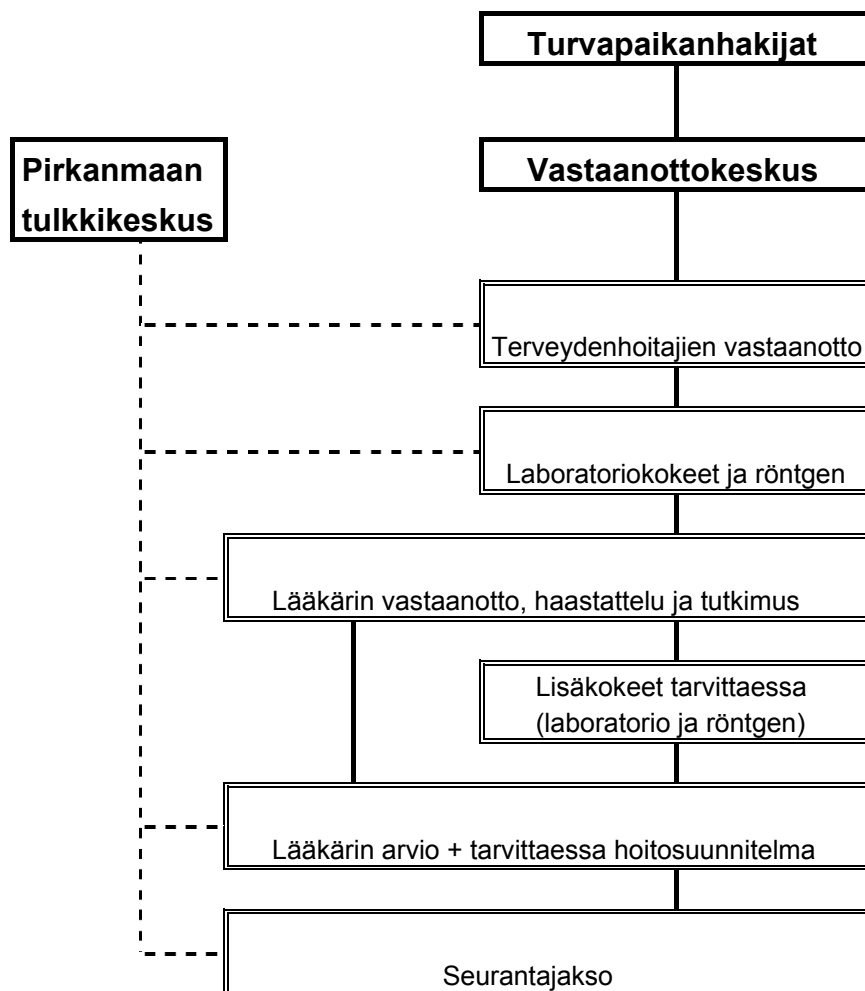 Turvapaikanhakijat
Pirkanmaan
tulkkikeskus
Vastaanottokeskus
Terveydenhoitajien vastaanotto
Laboratoriokokeet ja röntgen
Lääkärin vastaanotto, haastattelu ja tutkimus
Lisäkokeet tarvittaessa
(laboratorio ja röntgen)
Lääkärin arvio + tarvittaessa hoitosuunnitelma
Seurantajakso